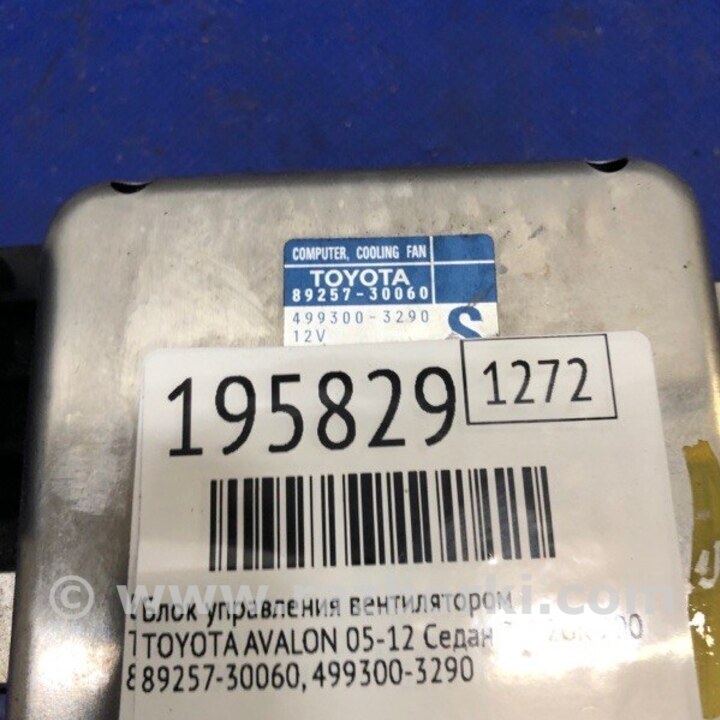 COMPUTER, COOLING FAN
TOYOTA
89257-30060
499300-3290
12V
S
195829
1272
Блок управления вентилятором
TOYOTA AVALON 05-12 Седан
89257-30060, 499300-3290